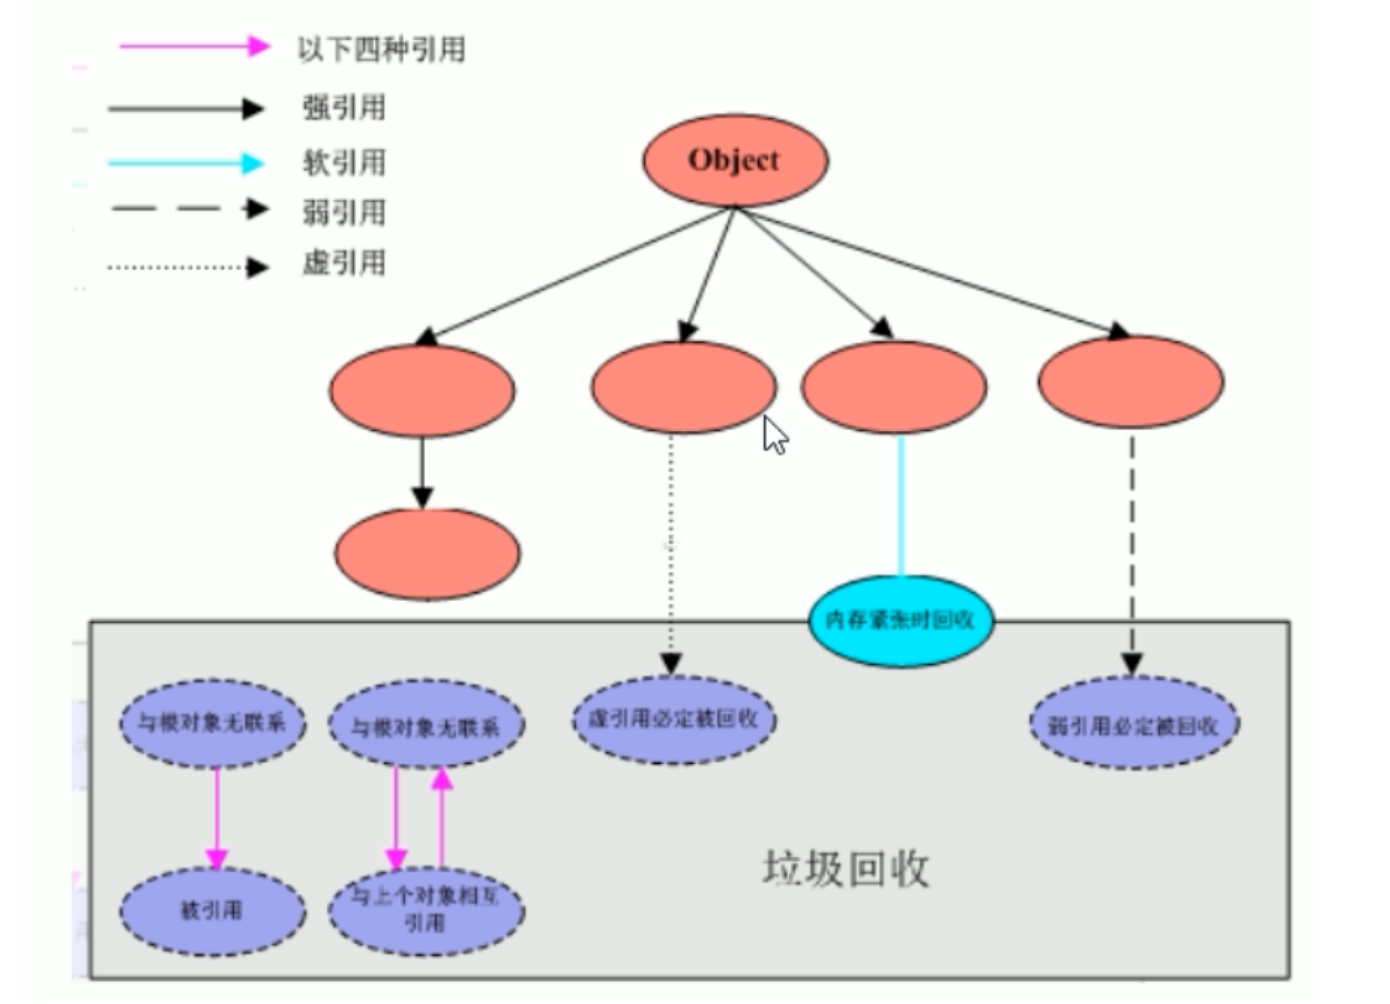 以下四种引用
强引用
软引用
弱引用
虚引用
Object
内存紧张时回收
与根对象无联系
与根对象无联系
虚引用必定被回收
弱引用必定被回收
垃圾回收
被引用
与上个对象相互
引用